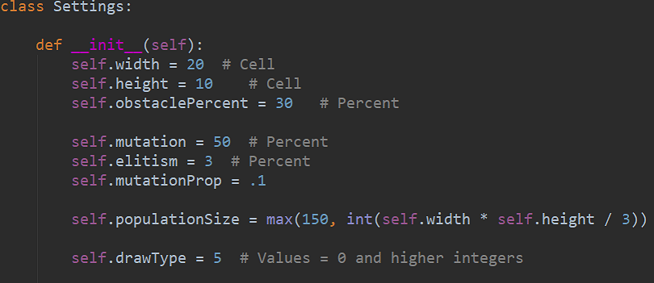 class Settings:
def __init__(self):
self.width = 20  # Cell
self.height = 10    # Cell
self.obstaclePercent = 30   # Percent
self.mutation = 50  # Percent
self.elitism = 3  # Percent
self.mutationProp = .1
self.populationSize = max(150, int(self.width * self.height / 3))
self.drawType = 5  # Values = 0 and higher integers